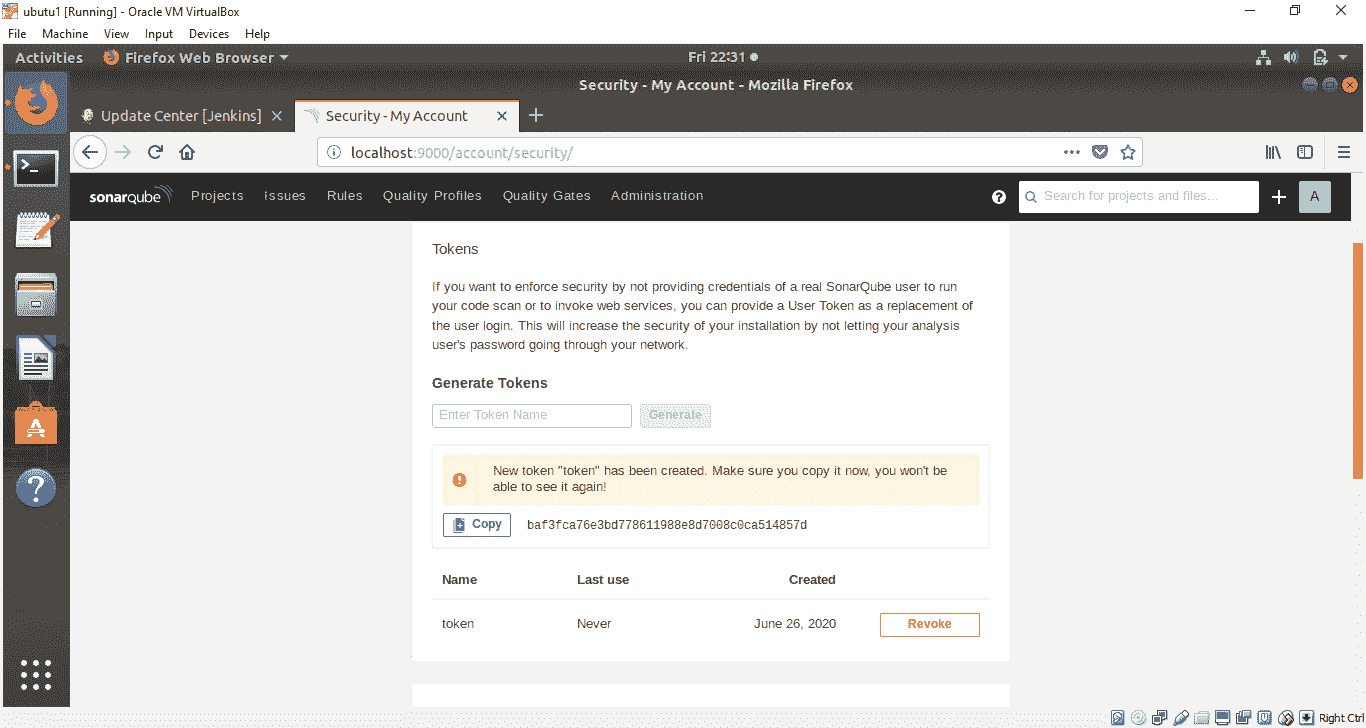 ubutu1 [Running] - Oracle VM VirtualBox
File Machine View Input Devices Help
Activities Firefox Web Browser Fri 22:31
Security - My Account - Mozilla Firefox
Update Center [Jenkins] Security - My Account
localhost:9000/account/security/
sonarqube Projects Issues Rules Quality Profiles Quality Gates Administration ? Search for projects and files... A
Tokens
If you want to enforce security by not providing credentials of a real SonarQube user to run
your code scan or to invoke web services, you can provide a User Token as a replacement of
the user login. This will increase the security of your installation by not letting your analysis
user's password going through your network.
Generate Tokens
Enter Token Name Generate
New token "token" has been created. Make sure you copy it now, you won't be
able to see it again!
Copy baf3fca76e3bd778611988e8d7008c0ca514857d
Name Last use Created
token Never June 26, 2020 Revoke
Right Ctrl